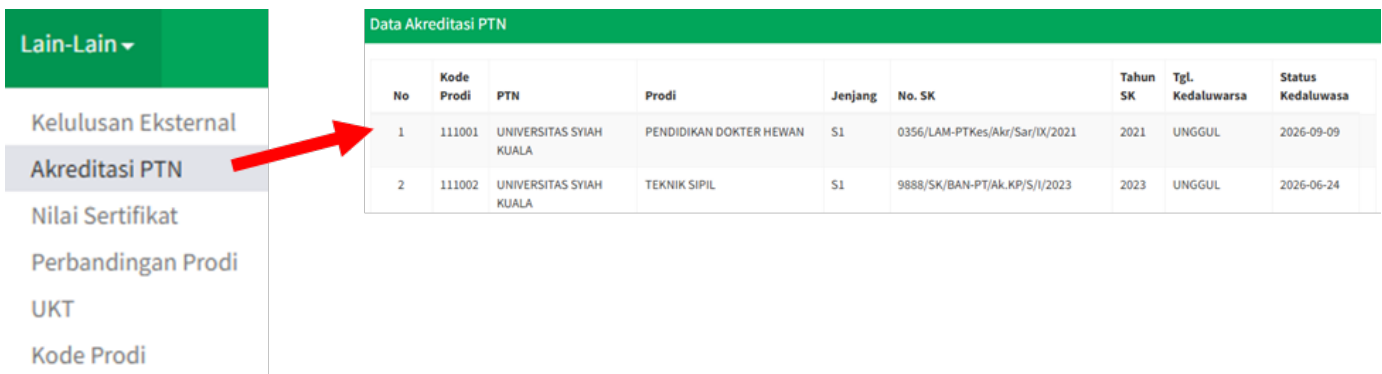 Lain-Lain
Kelulusan Eksternal
Akreditasi PTN
Nilai Sertifikat
Perbandingan Prodi
UKT
Kode Prodi
Data Akreditasi PTN
No Kode Prodi PTN Prodi Jenjang No. SK Tahun SK Tgl. Kedaluwarsa Status Kedaluwasa
1 111001 UNIVERSITAS SYIAH KUALA PENDIDIKAN DOKTER HEWAN S1 0356/LAM-PTKes/Akr/Sar/IX/2021 2021 UNGGUL 2026-09-09
2 111002 UNIVERSITAS SYIAH KUALA TEKNIK SIPIL S1 9888/SK/BAN-PT/Ak.KP/S/I/2023 2023 UNGGUL 2026-06-24